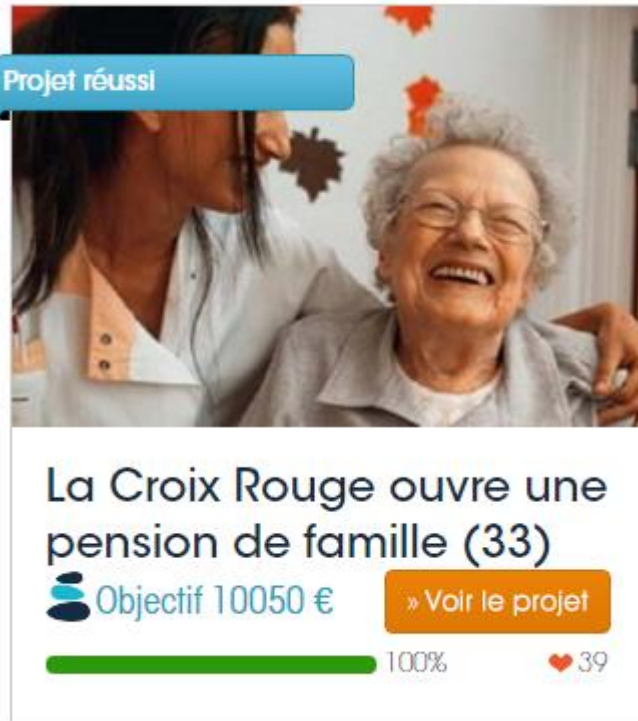 Projet réussi
La Croix Rouge ouvre une
pension de famille (33)
Objectif 10050 €
» Voir le projet
100%
39